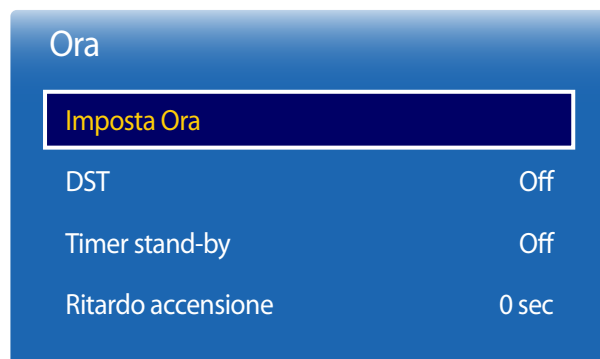 Ora
Imposta Ora
DST Off
Timer stand-by Off
Ritardo accensione 0 sec